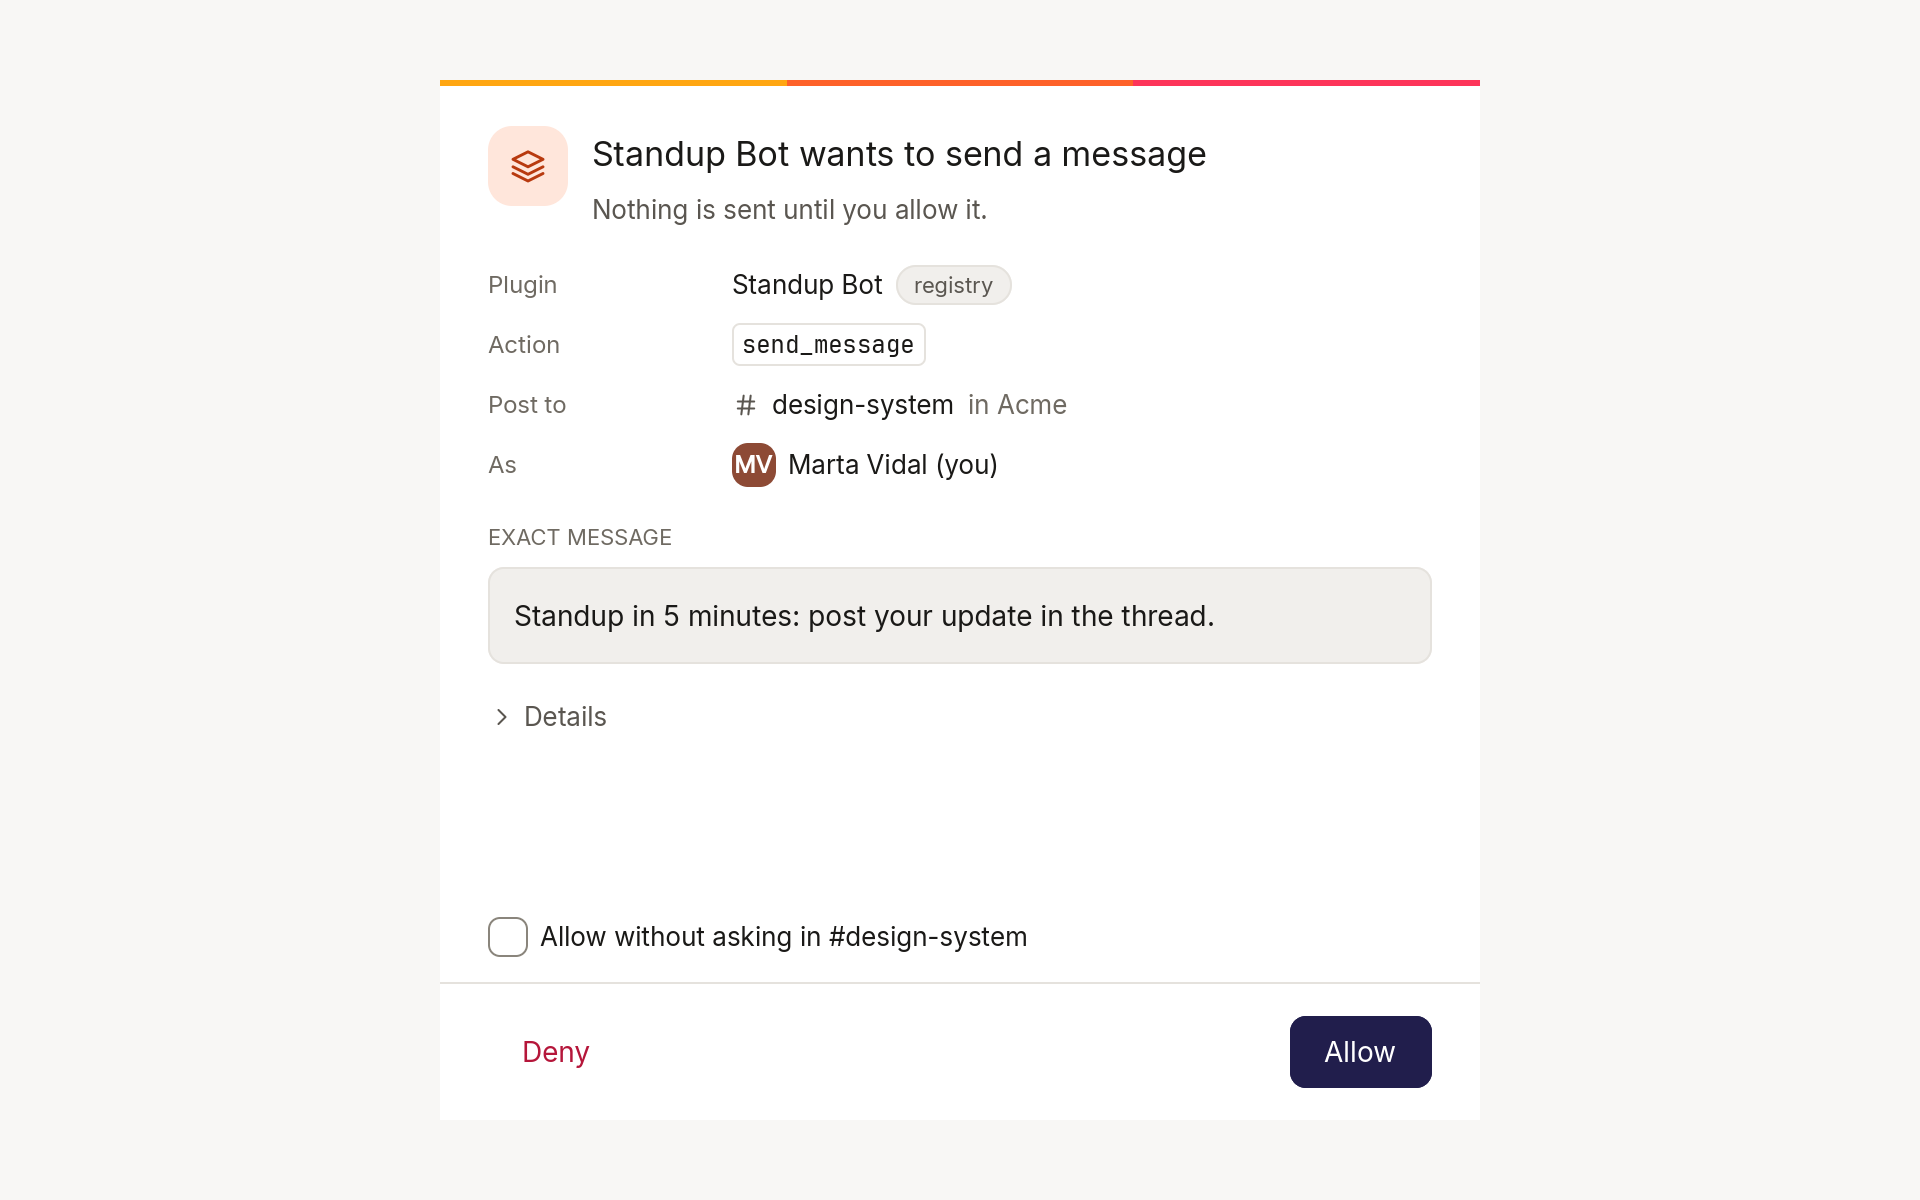 Standup Bot wants to send a message
Nothing is sent until you allow it.
Plugin Standup Bot registry
Action send_message
Post to # design-system in Acme
As MV Marta Vidal (you)
EXACT MESSAGE
Standup in 5 minutes: post your update in the thread.
Details
Allow without asking in #design-system
Deny Allow